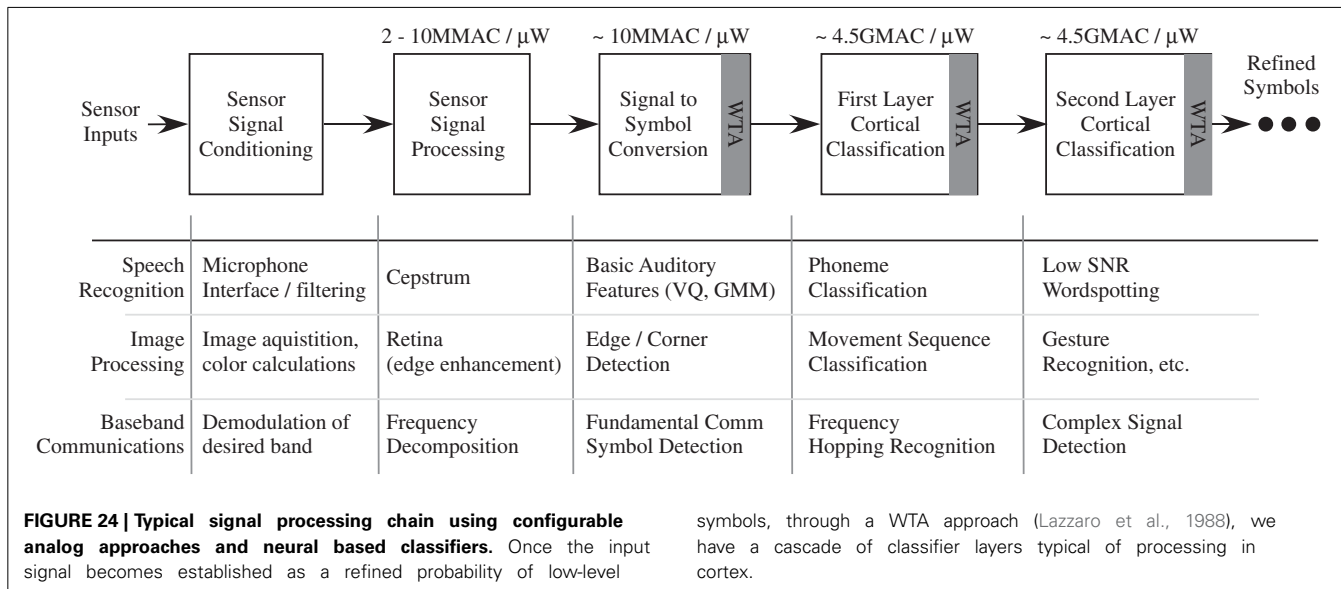 2 - 10MMAC / μW
~ 10MMAC / μW
~ 4.5GMAC / μW
~ 4.5GMAC / μW
Sensor
Inputs
Sensor
Signal
Conditioning
Sensor
Signal
Processing
Signal to
Symbol
Conversion
WTA
First Layer
Cortical
Classification
WTA
Second Layer
Cortical
Classification
WTA
Refined
Symbols
Speech
Recognition
Microphone
Interface / filtering
Cepstrum
Basic Auditory
Features (VQ, GMM)
Phoneme
Classification
Low SNR
Wordspotting
Image
Processing
Image aquistition,
color calculations
Retina
(edge enhancement)
Edge / Corner
Detection
Movement Sequence
Classification
Gesture
Recognition, etc.
Baseband
Communications
Demodulation of
desired band
Frequency
Decomposition
Fundamental Comm
Symbol Detection
Frequency
Hopping Recognition
Complex Signal
Detection
FIGURE 24 | Typical signal processing chain using configurable
analog approaches and neural based classifiers. Once the input
signal becomes established as a refined probability of low-level
symbols, through a WTA approach (Lazzaro et al., 1988), we
have a cascade of classifier layers typical of processing in
cortex.